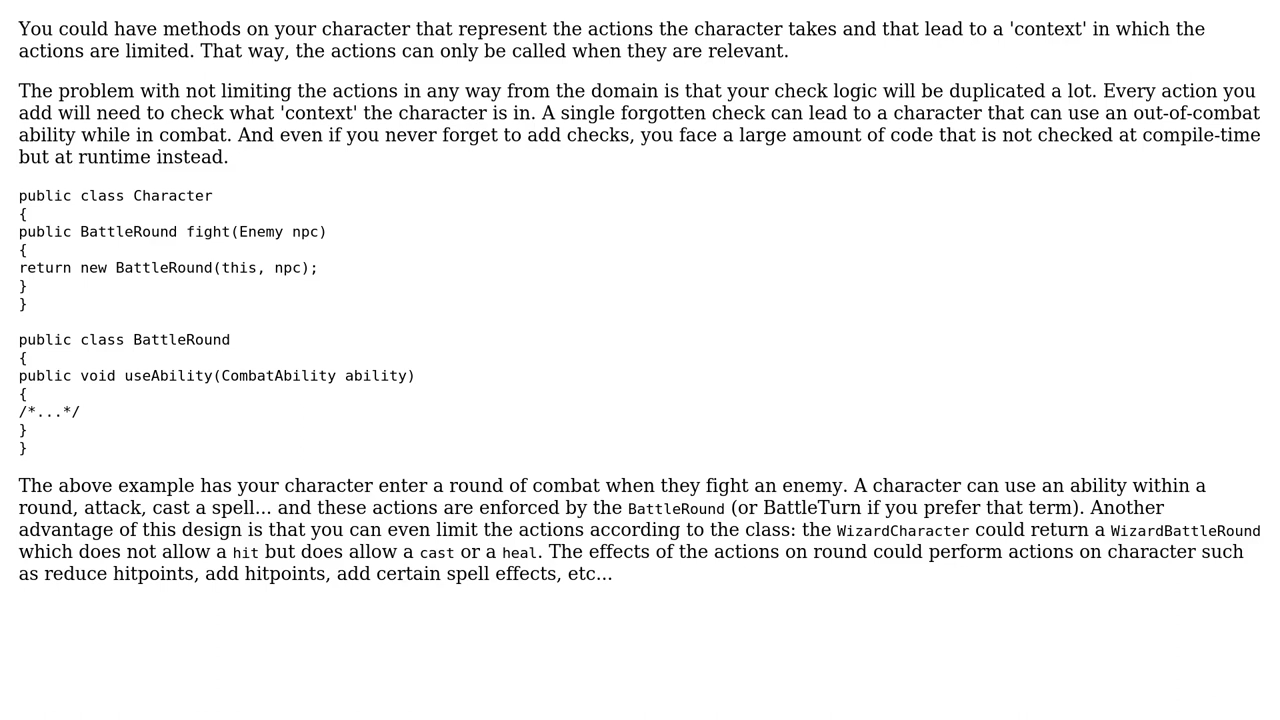 You could have methods on your character that represent the actions the character takes and that lead to a 'context' in which the
actions are limited. That way, the actions can only be called when they are relevant.
The problem with not limiting the actions in any way from the domain is that your check logic will be duplicated a lot. Every action you
add will need to check what 'context' the character is in. A single forgotten check can lead to a character that can use an out-of-combat
ability while in combat. And even if you never forget to add checks, you face a large amount of code that is not checked at compile-time
but at runtime instead.
public class Character
{
public BattleRound fight(Enemy npc)
{
return new BattleRound(this, npc);
}
}
public class BattleRound
{
public void useAbility(CombatAbility ability)
{
/*...*/
}
}
The above example has your character enter a round of combat when they fight an enemy. A character can use an ability within a
round, attack, cast a spell... and these actions are enforced by the BattleRound (or BattleTurn if you prefer that term). Another
advantage of this design is that you can even limit the actions according to the class: the WizardCharacter could return a WizardBattleRound
which does not allow a hit but does allow a cast or a heal. The effects of the actions on round could perform actions on character such
as reduce hitpoints, add hitpoints, add certain spell effects, etc...